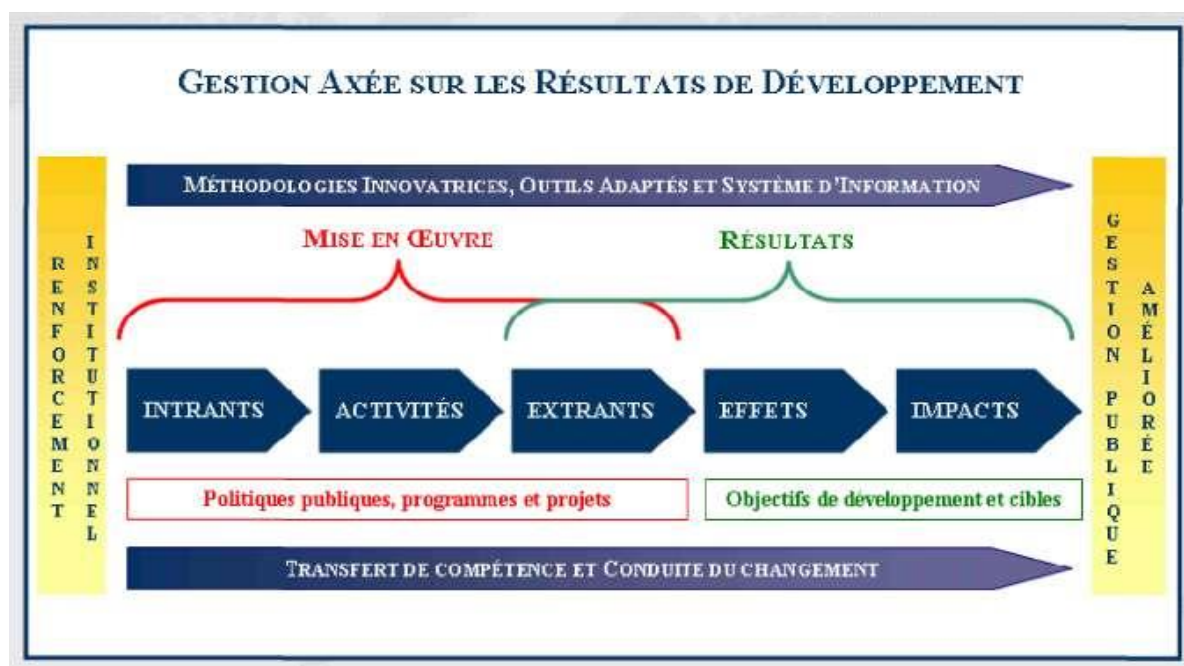 GESTION AXÉE SUR LES RÉSULTATS DE DÉVELOPPEMENT
MÉTHODOLOGIES INNOVATRICES, OUTILS ADAPTÉS ET SYSTÈME D'INFORMATION
RENFORCEMENT
INSTITUTIONNEL
MISE EN ŒUVRE
RÉSULTATS
INTRANTS
ACTIVITÉS
EXTRANTS
EFFETS
IMPACTS
Politiques publiques, programmes et projets
Objectifs de développement et cibles
TRANSFERT DE COMPÉTENCE ET CONDUITE DU CHANGEMENT
GESTION PUBLIQUE
AMÉLIORÉE